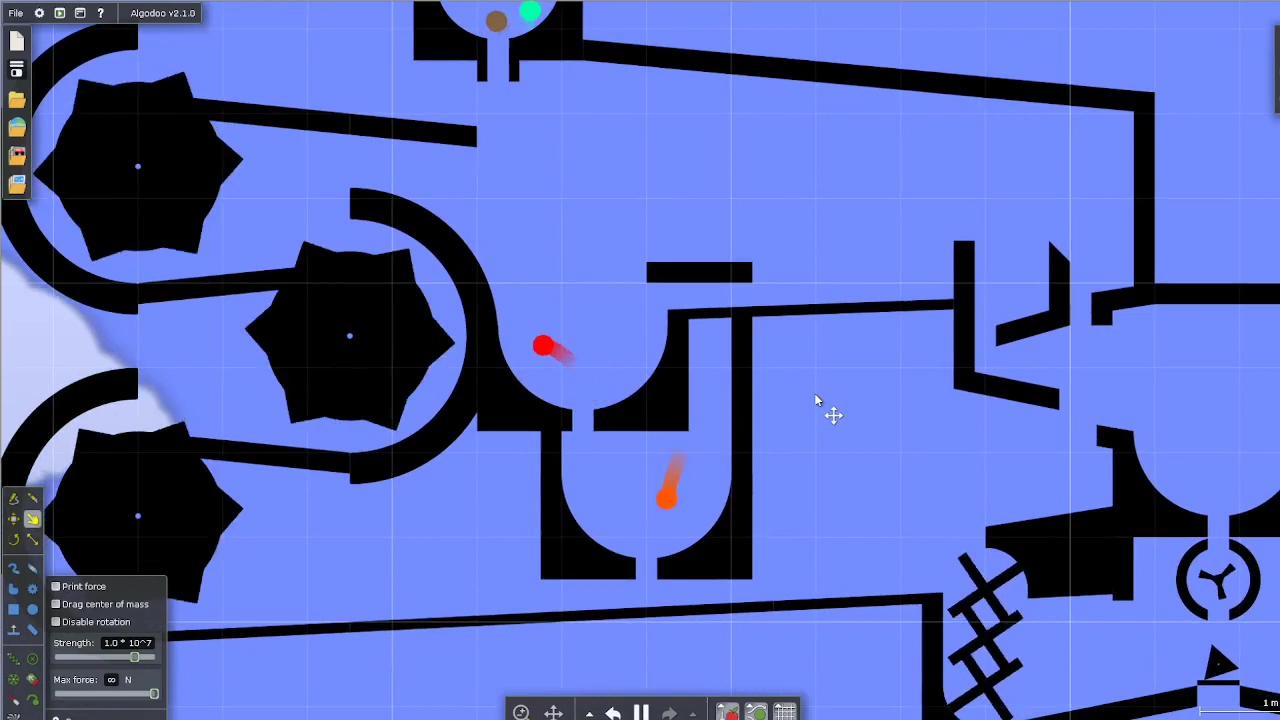 File ? Algodoo v2.1.0
Print force
Drag center of mass
Disable rotation
Strength: 1.0 * 10^7
Max force: ∞ N
1 m